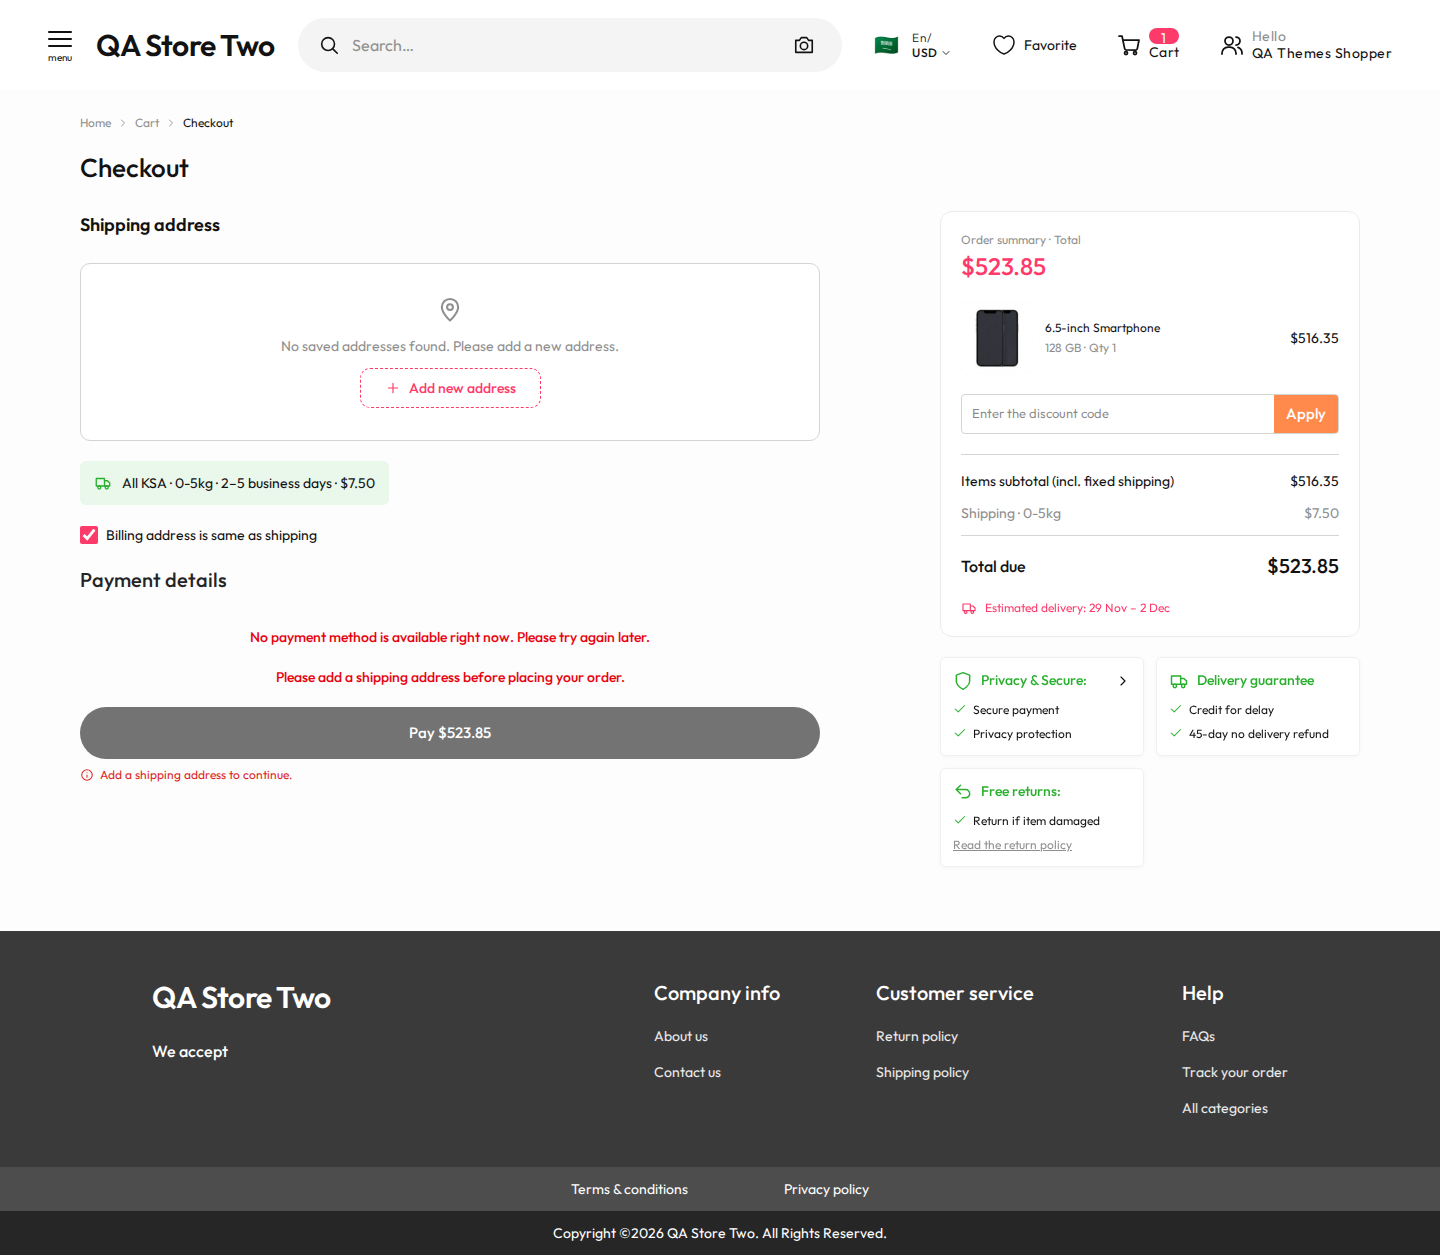 menu
QA Store Two
Search...
En/
USD
Favorite
1
Cart
Hello
QA Themes Shopper
Home
Cart
Checkout
Checkout
Shipping address
No saved addresses found. Please add a new address.
Add new address
All KSA · 0-5kg · 2–5 business days · $7.50
Billing address is same as shipping
Payment details
No payment method is available right now. Please try again later.
Please add a shipping address before placing your order.
Pay $523.85
Add a shipping address to continue.
Order summary · Total
$523.85
6.5-inch Smartphone
128 GB · Qty 1
$516.35
Enter the discount code
Apply
Items subtotal (incl. fixed shipping)
$516.35
Shipping · 0-5kg
$7.50
Total due
$523.85
Estimated delivery: 29 Nov – 2 Dec
Privacy & Secure:
Secure payment
Privacy protection
Delivery guarantee
Credit for delay
45-day no delivery refund
Free returns:
Return if item damaged
Read the return policy
QA Store Two
We accept
Company info
About us
Contact us
Customer service
Return policy
Shipping policy
Help
FAQs
Track your order
All categories
Terms & conditions
Privacy policy
Copyright ©2026 QA Store Two. All Rights Reserved.